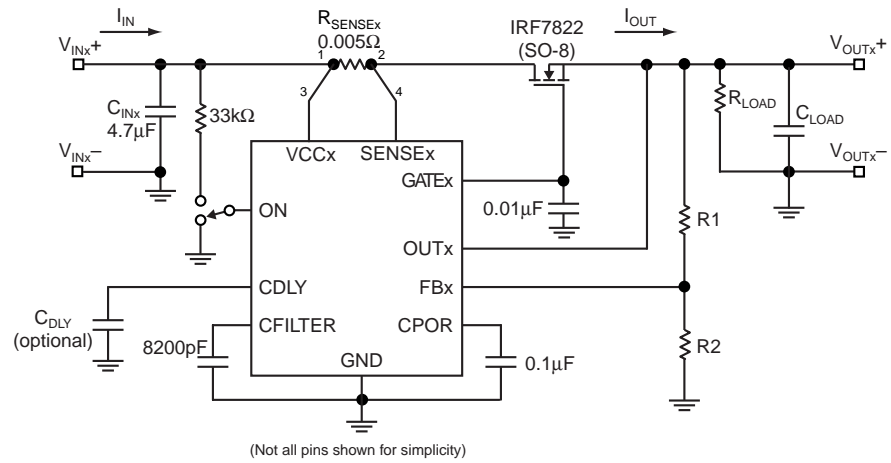 I_IN
R_SENSEx
0.005Ω
IRF7822
(SO-8)
I_OUT
V_INx+
1
2
V_OUTx+
3
4
C_INx
4.7μF
33kΩ
R_LOAD
C_LOAD
V_INx–
V_OUTx–
VCCx
SENSEx
GATEx
ON
0.01μF
R1
OUTx
CDLY
FBx
C_DLY
(optional)
CFILTER
CPOR
8200pF
R2
GND
0.1μF
(Not all pins shown for simplicity)